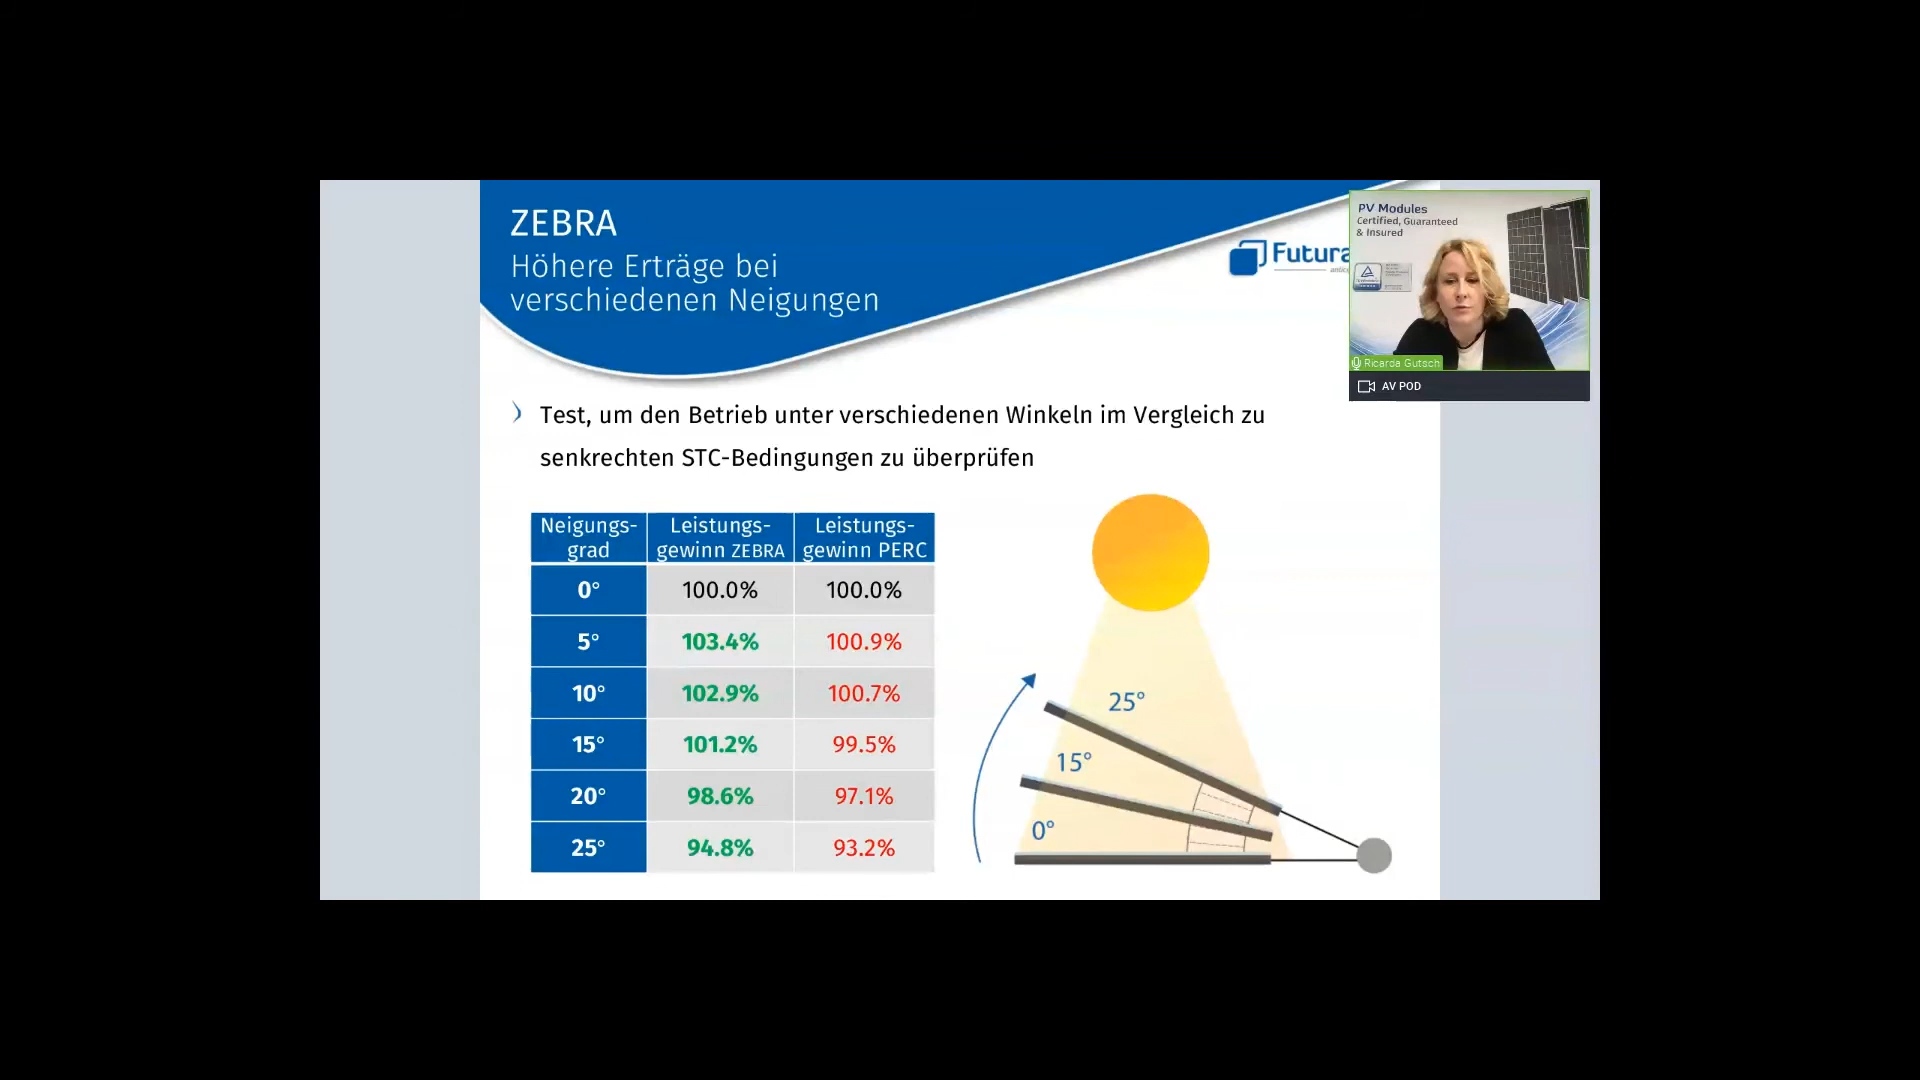 ZEBRA
Höhere Erträge bei
verschiedenen Neigungen
Futura
PV Modules
Certified, Guaranteed
& Insured
Ricarda Gutsch
AV POD
Test, um den Betrieb unter verschiedenen Winkeln im Vergleich zu
senkrechten STC-Bedingungen zu überprüfen
Neigungs-
grad
Leistungs-
gewinn ZEBRA
Leistungs-
gewinn PERC
0° 100.0% 100.0%
5° 103.4% 100.9%
10° 102.9% 100.7%
15° 101.2% 99.5%
20° 98.6% 97.1%
25° 94.8% 93.2%
25°
15°
0°